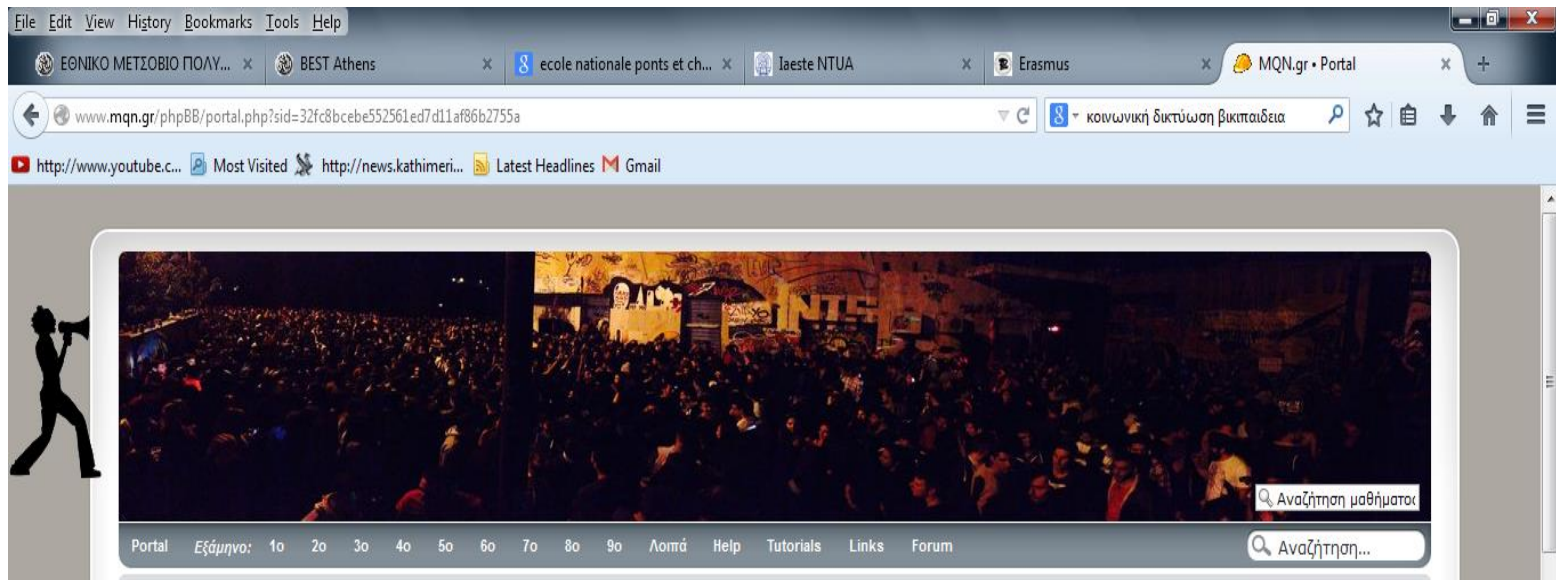 File Edit View History Bookmarks Tools Help
ΕΘΝΙΚΟ ΜΕΤΣΟΒΙΟ ΠΟΛΥ... BEST Athens ecole nationale ponts et ch... Iaeste NTUA Erasmus MQN.gr • Portal
www.mqn.gr/phpBB/portal.php?sid=32fc8bcebe552561ed7d11af86b2755a κοινωνική δικτύωση βικιπαιδεια
http://www.youtube.c... Most Visited http://news.kathimeri... Latest Headlines Gmail
Αναζήτηση μαθήματος
Portal Εξάμηνο: 1ο 2ο 3ο 4ο 5ο 6ο 7ο 8ο 9ο Λοιπά Help Tutorials Links Forum Αναζήτηση...